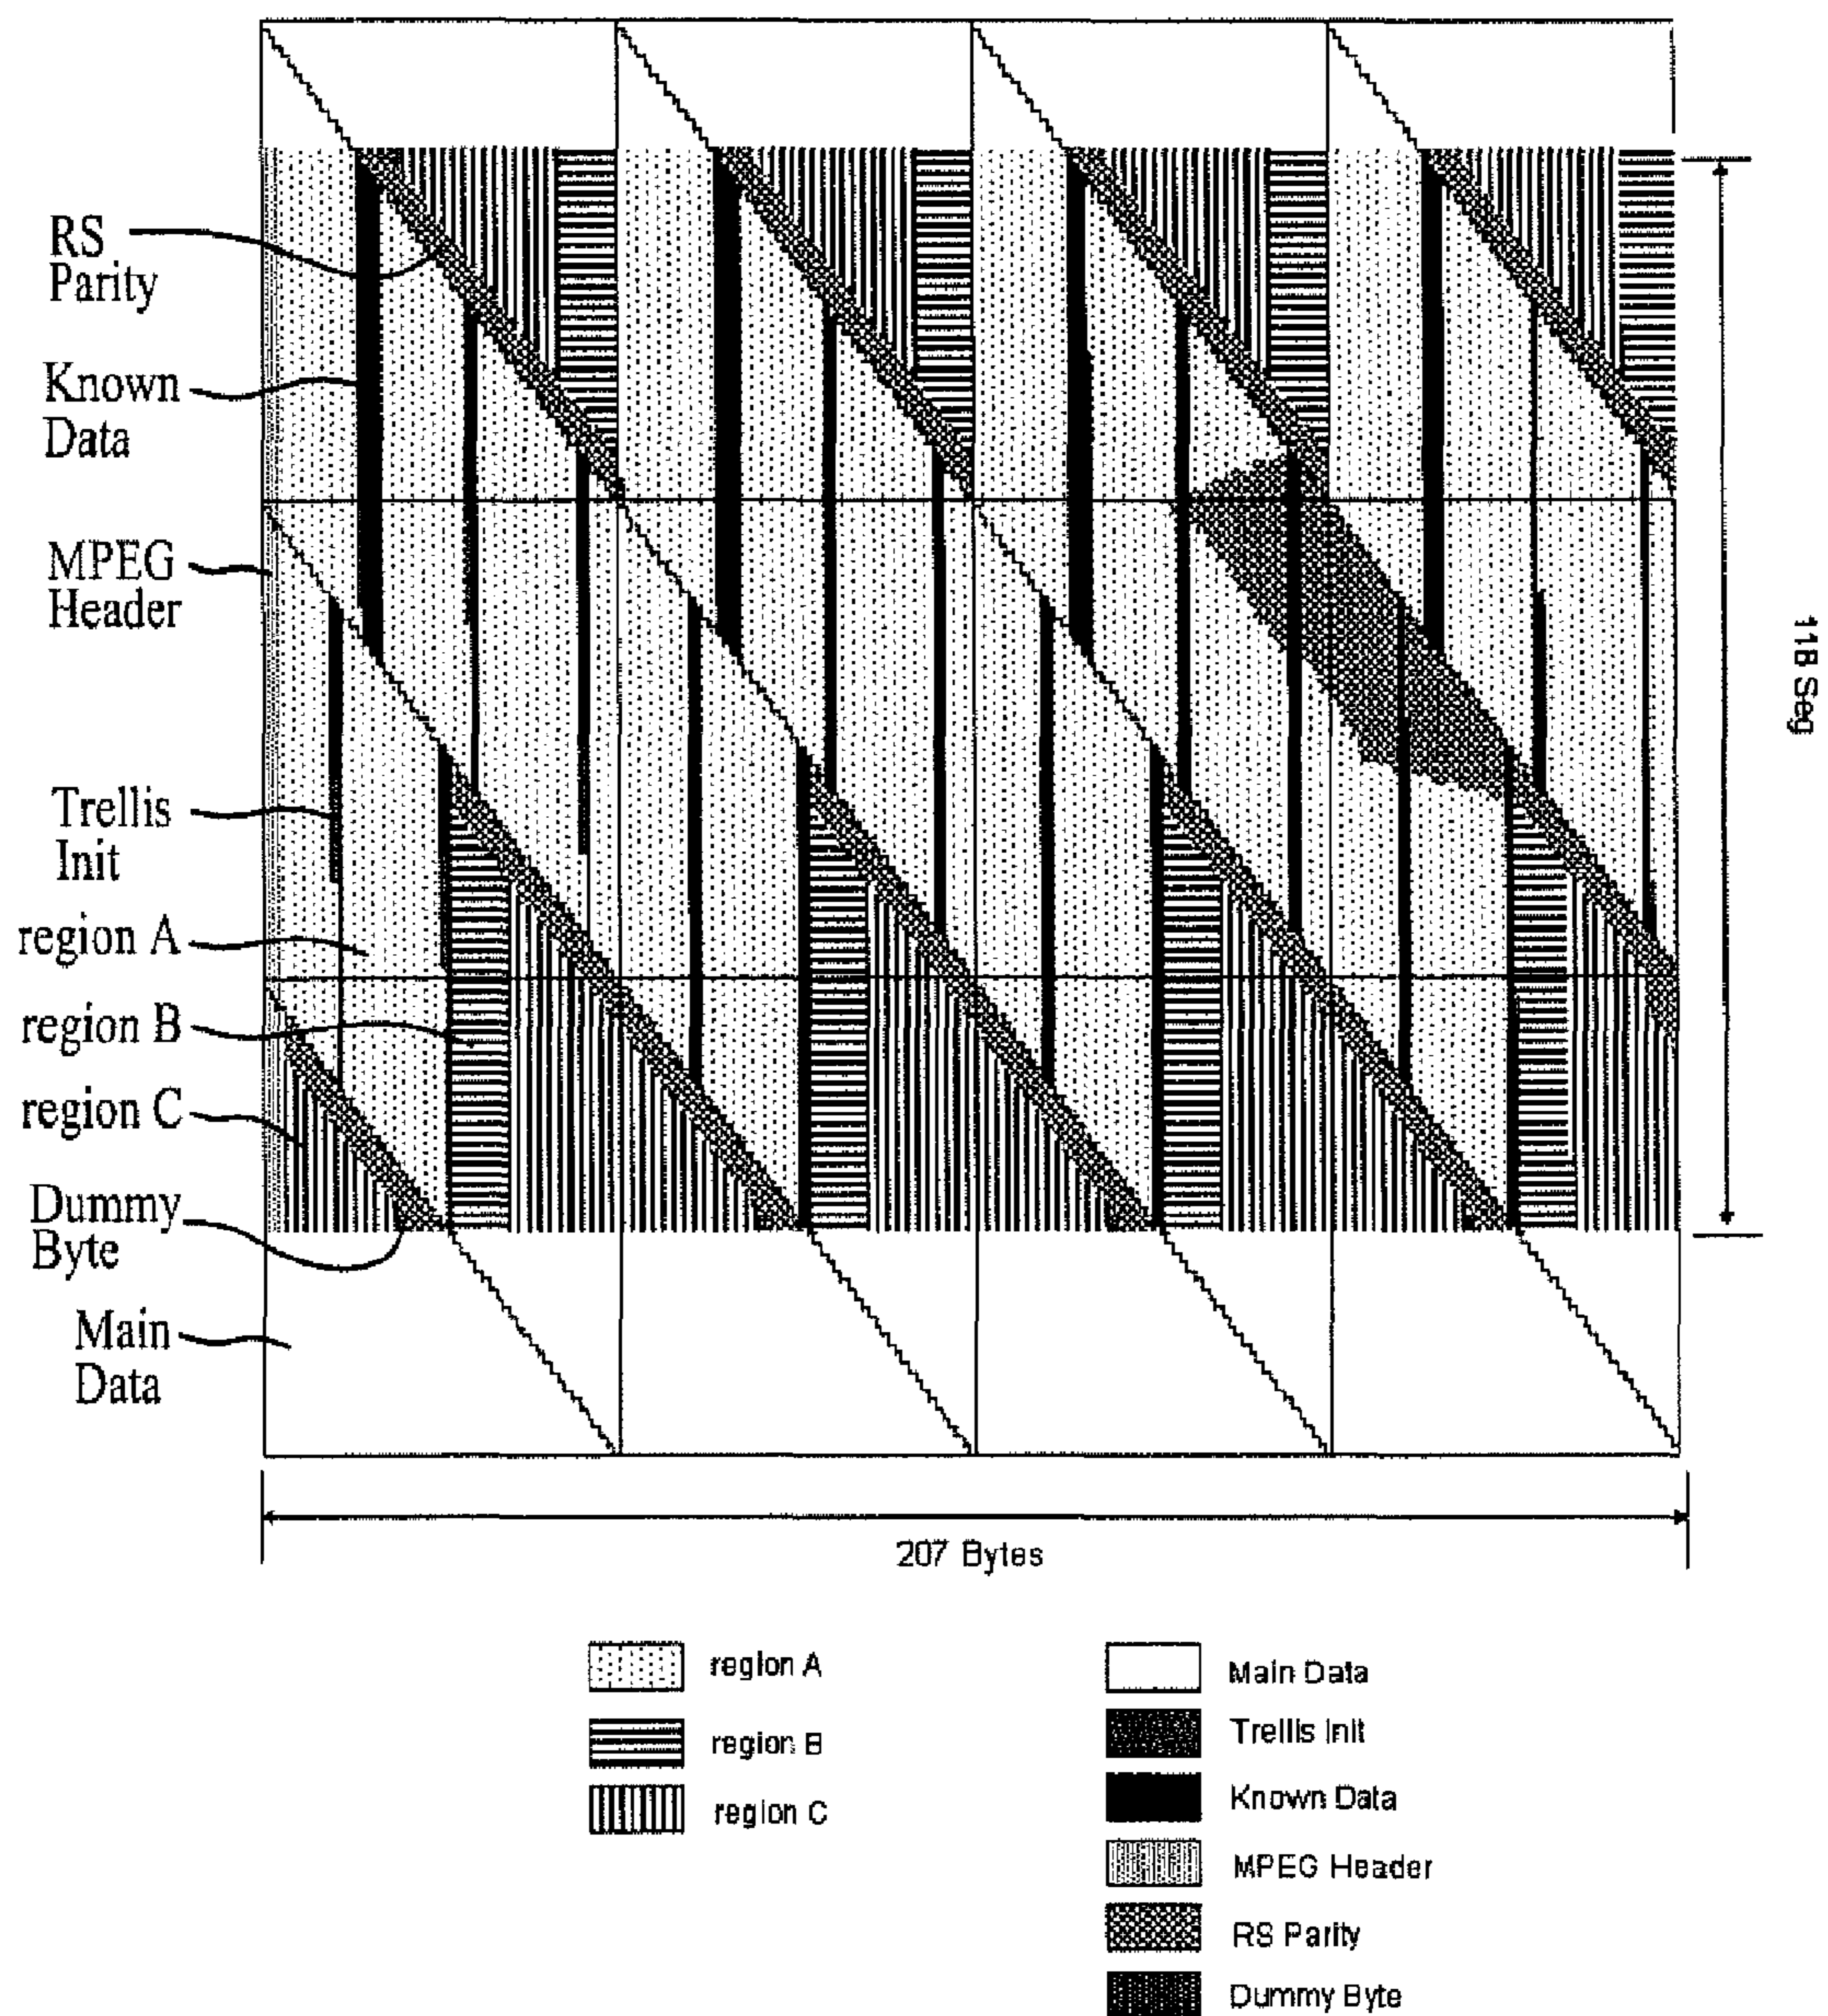 RS
Parity
Known
Data
MPEG
Header
Trellis
Init
region A
region B
region C
Dummy
Byte
Main
Data
118 Seg
207 Bytes
region A
region B
region C
Main Data
Trellis Init
Known Data
MPEG Header
RS Parity
Dummy Byte